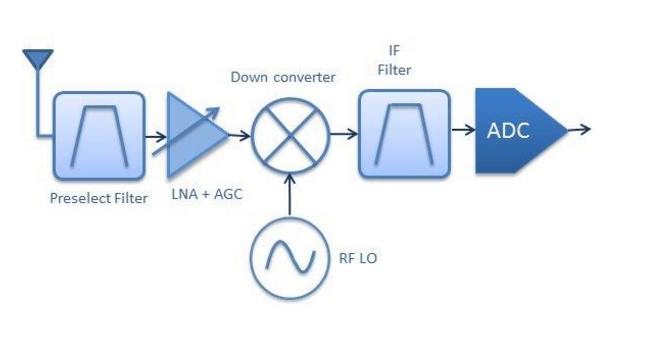 IF
Filter
Down converter
ADC
Preselect Filter
LNA + AGC
RF LO